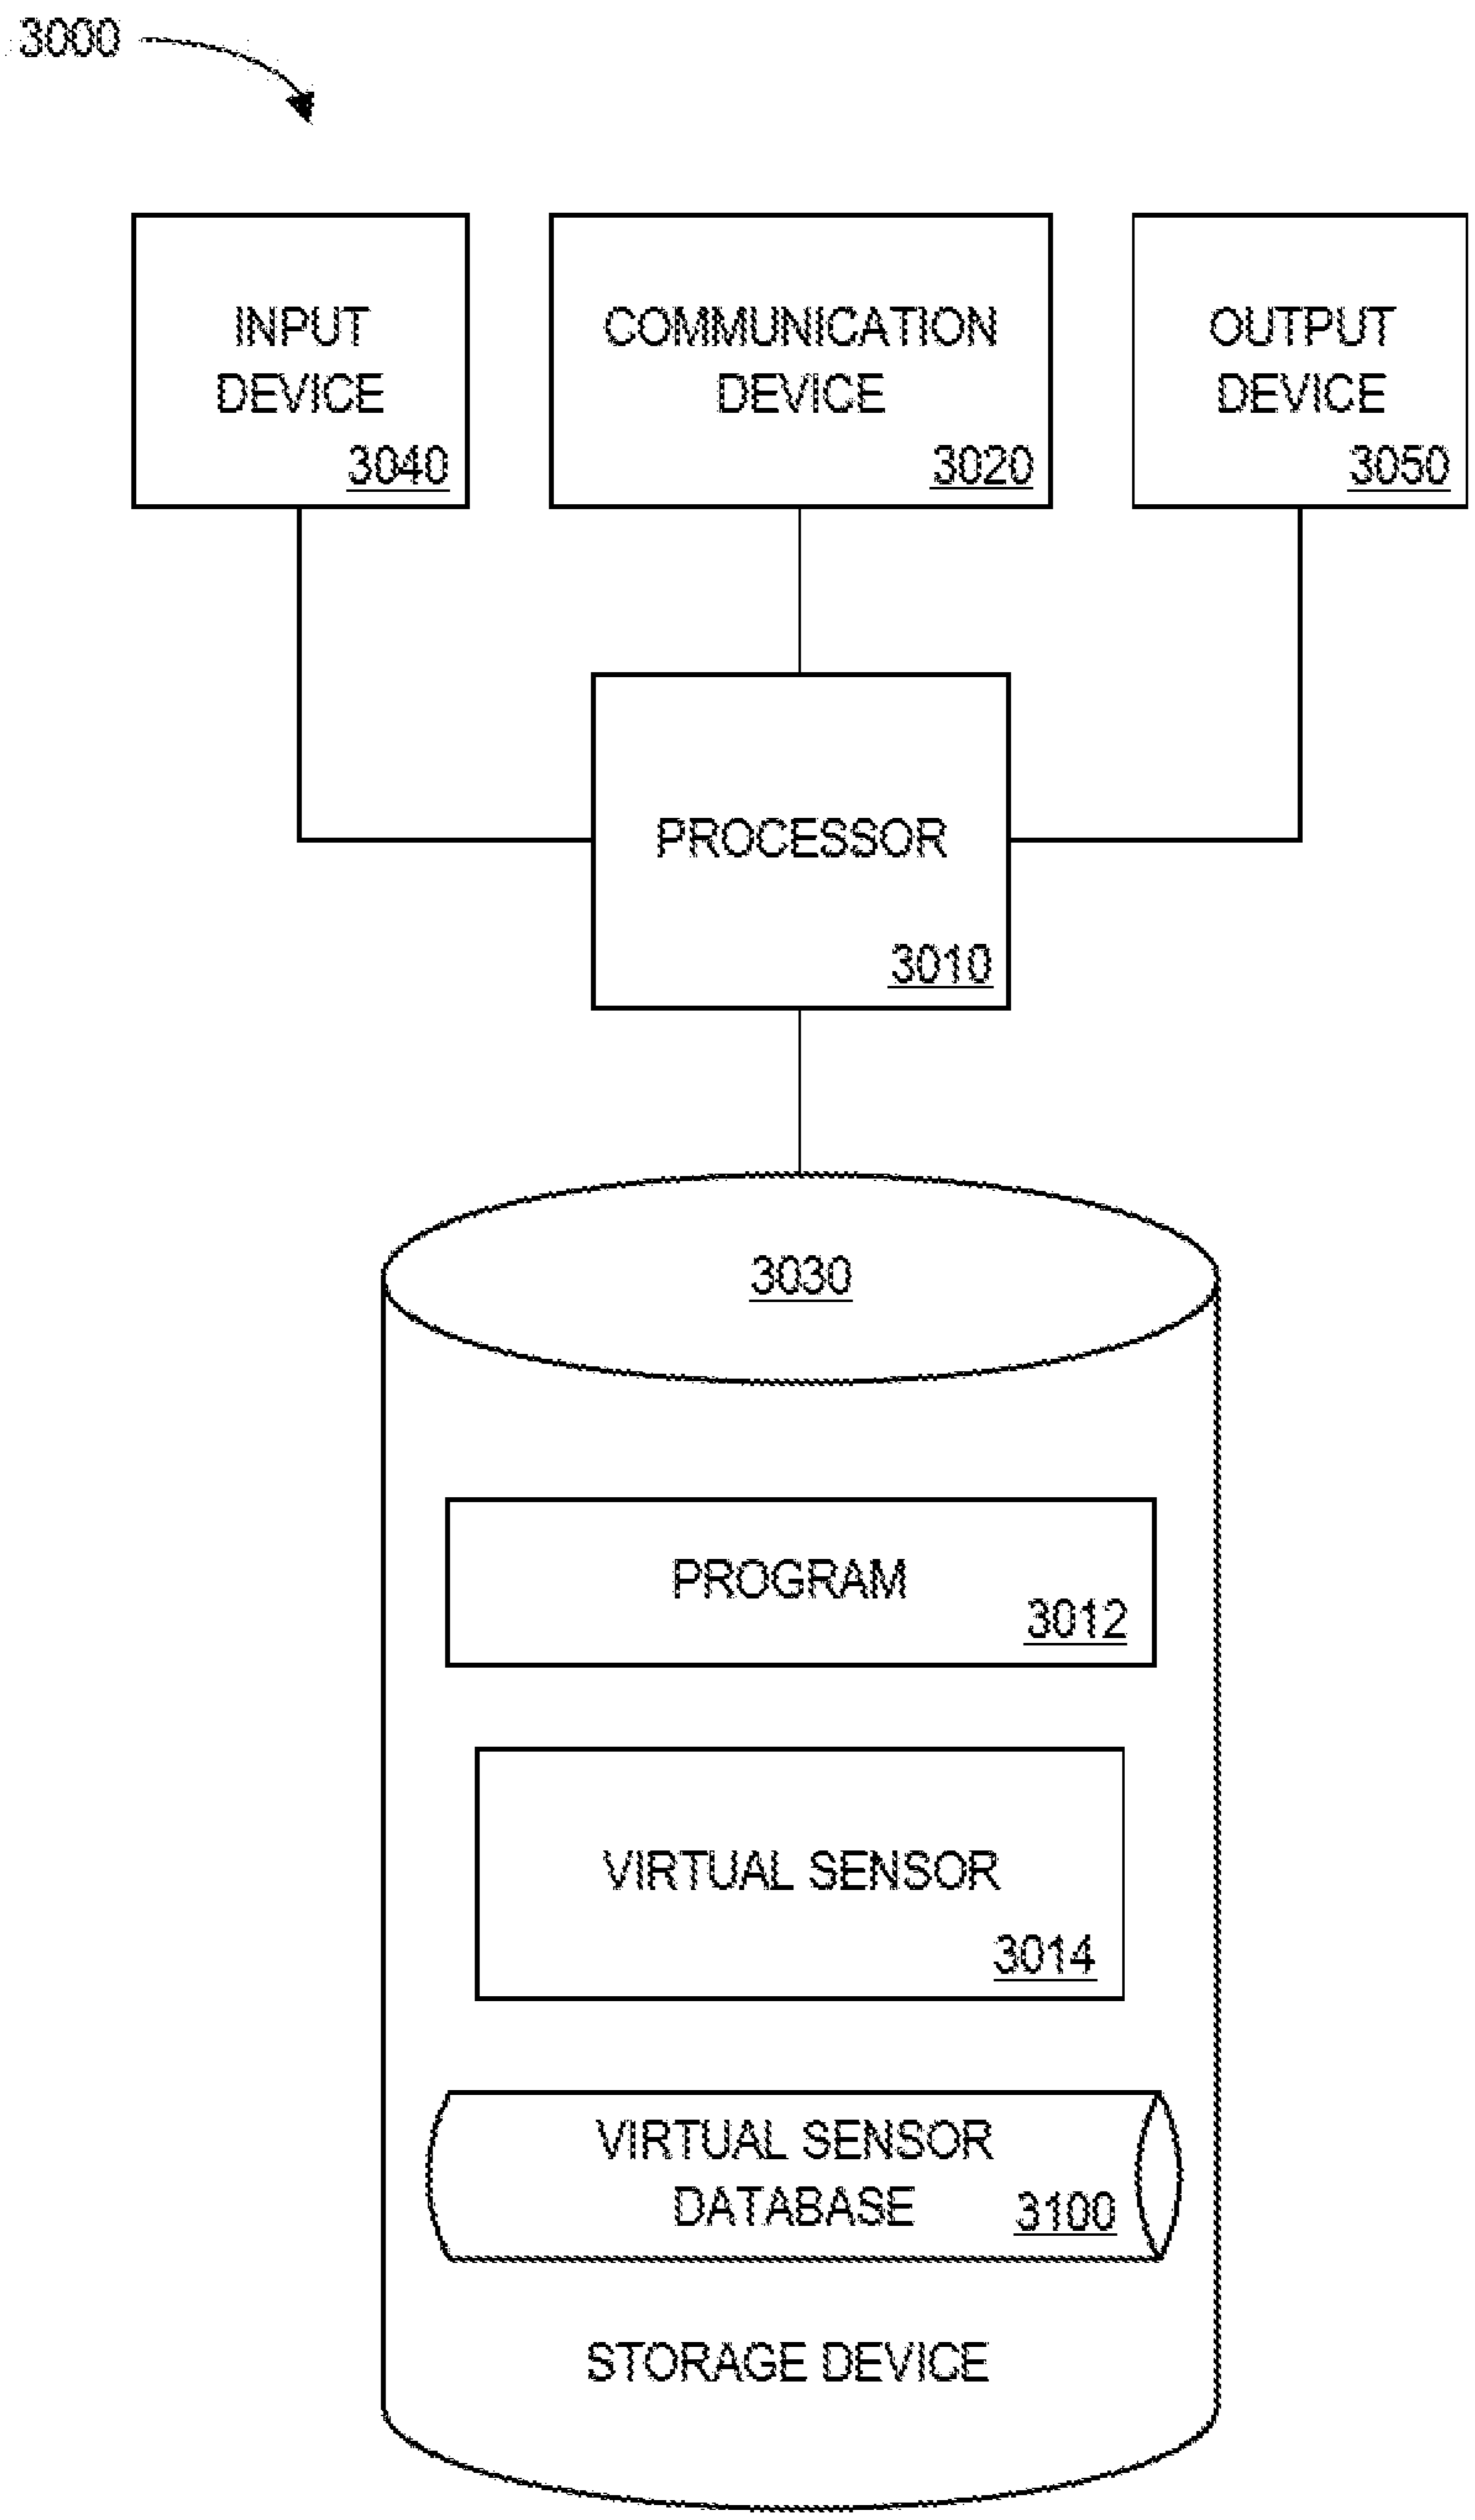 3000
INPUT
DEVICE
3040
COMMUNICATION
DEVICE
3020
OUTPUT
DEVICE
3050
PROCESSOR
3010
3030
PROGRAM
3012
VIRTUAL SENSOR
3014
VIRTUAL SENSOR
DATABASE
3100
STORAGE DEVICE